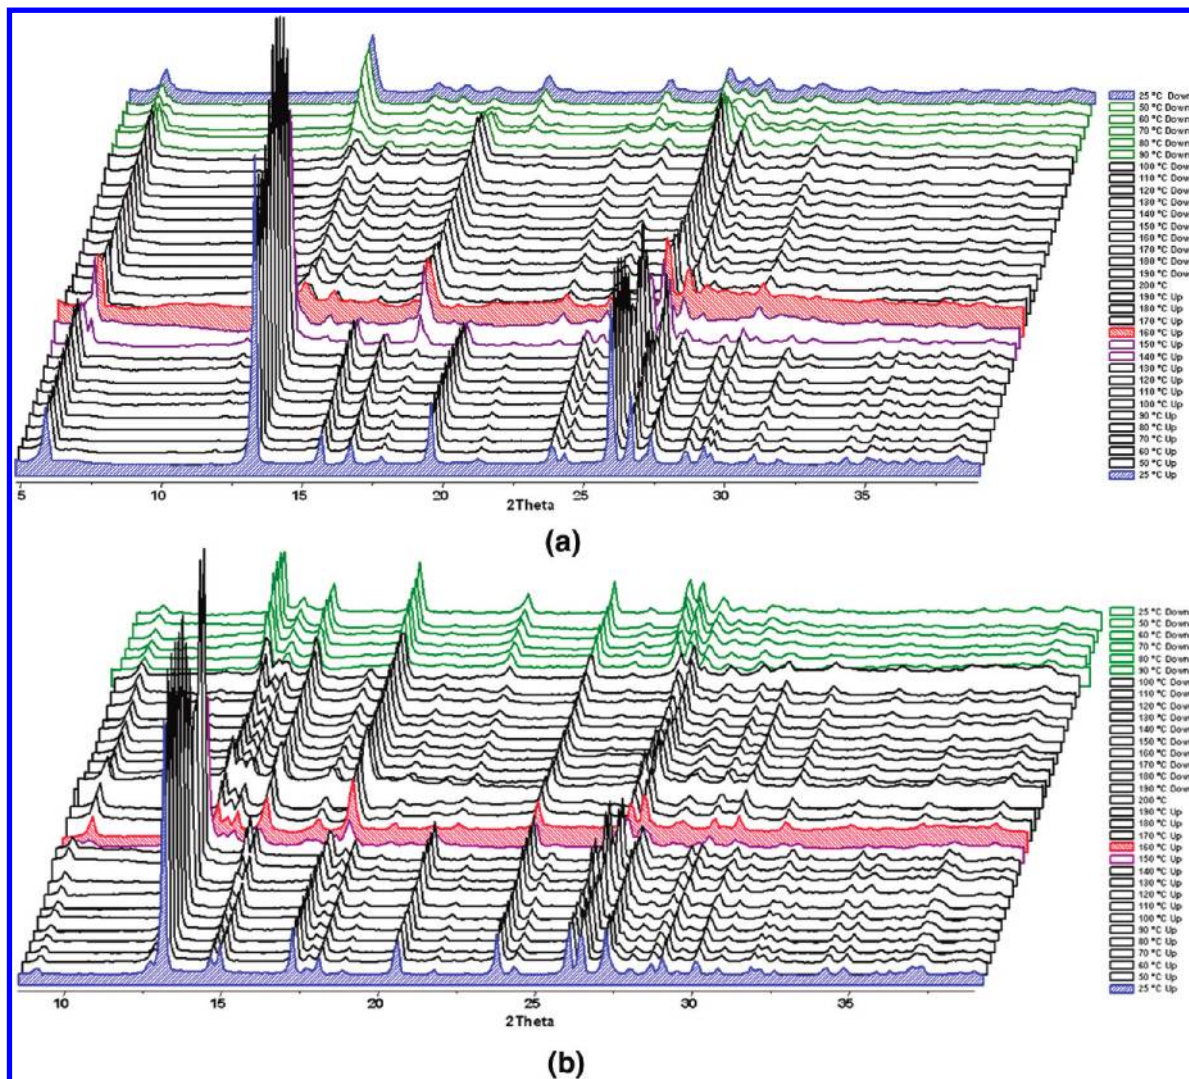 25 °C Down
50 °C Down
60 °C Down
70 °C Down
80 °C Down
90 °C Down
100 °C Down
110 °C Down
120 °C Down
130 °C Down
140 °C Down
150 °C Down
160 °C Down
170 °C Down
180 °C Down
190 °C Down
200 °C
190 °C Up
180 °C Up
170 °C Up
160 °C Up
150 °C Up
140 °C Up
130 °C Up
120 °C Up
110 °C Up
100 °C Up
90 °C Up
80 °C Up
70 °C Up
60 °C Up
50 °C Up
25 °C Up
5 10 15 20 25 30 35
2Theta
(a)
25 °C Down
50 °C Down
60 °C Down
70 °C Down
80 °C Down
90 °C Down
100 °C Down
110 °C Down
120 °C Down
130 °C Down
140 °C Down
150 °C Down
160 °C Down
170 °C Down
180 °C Down
190 °C Down
200 °C
190 °C Up
180 °C Up
170 °C Up
160 °C Up
150 °C Up
140 °C Up
130 °C Up
120 °C Up
110 °C Up
100 °C Up
90 °C Up
80 °C Up
70 °C Up
60 °C Up
50 °C Up
25 °C Up
10 15 20 25 30 35
2Theta
(b)